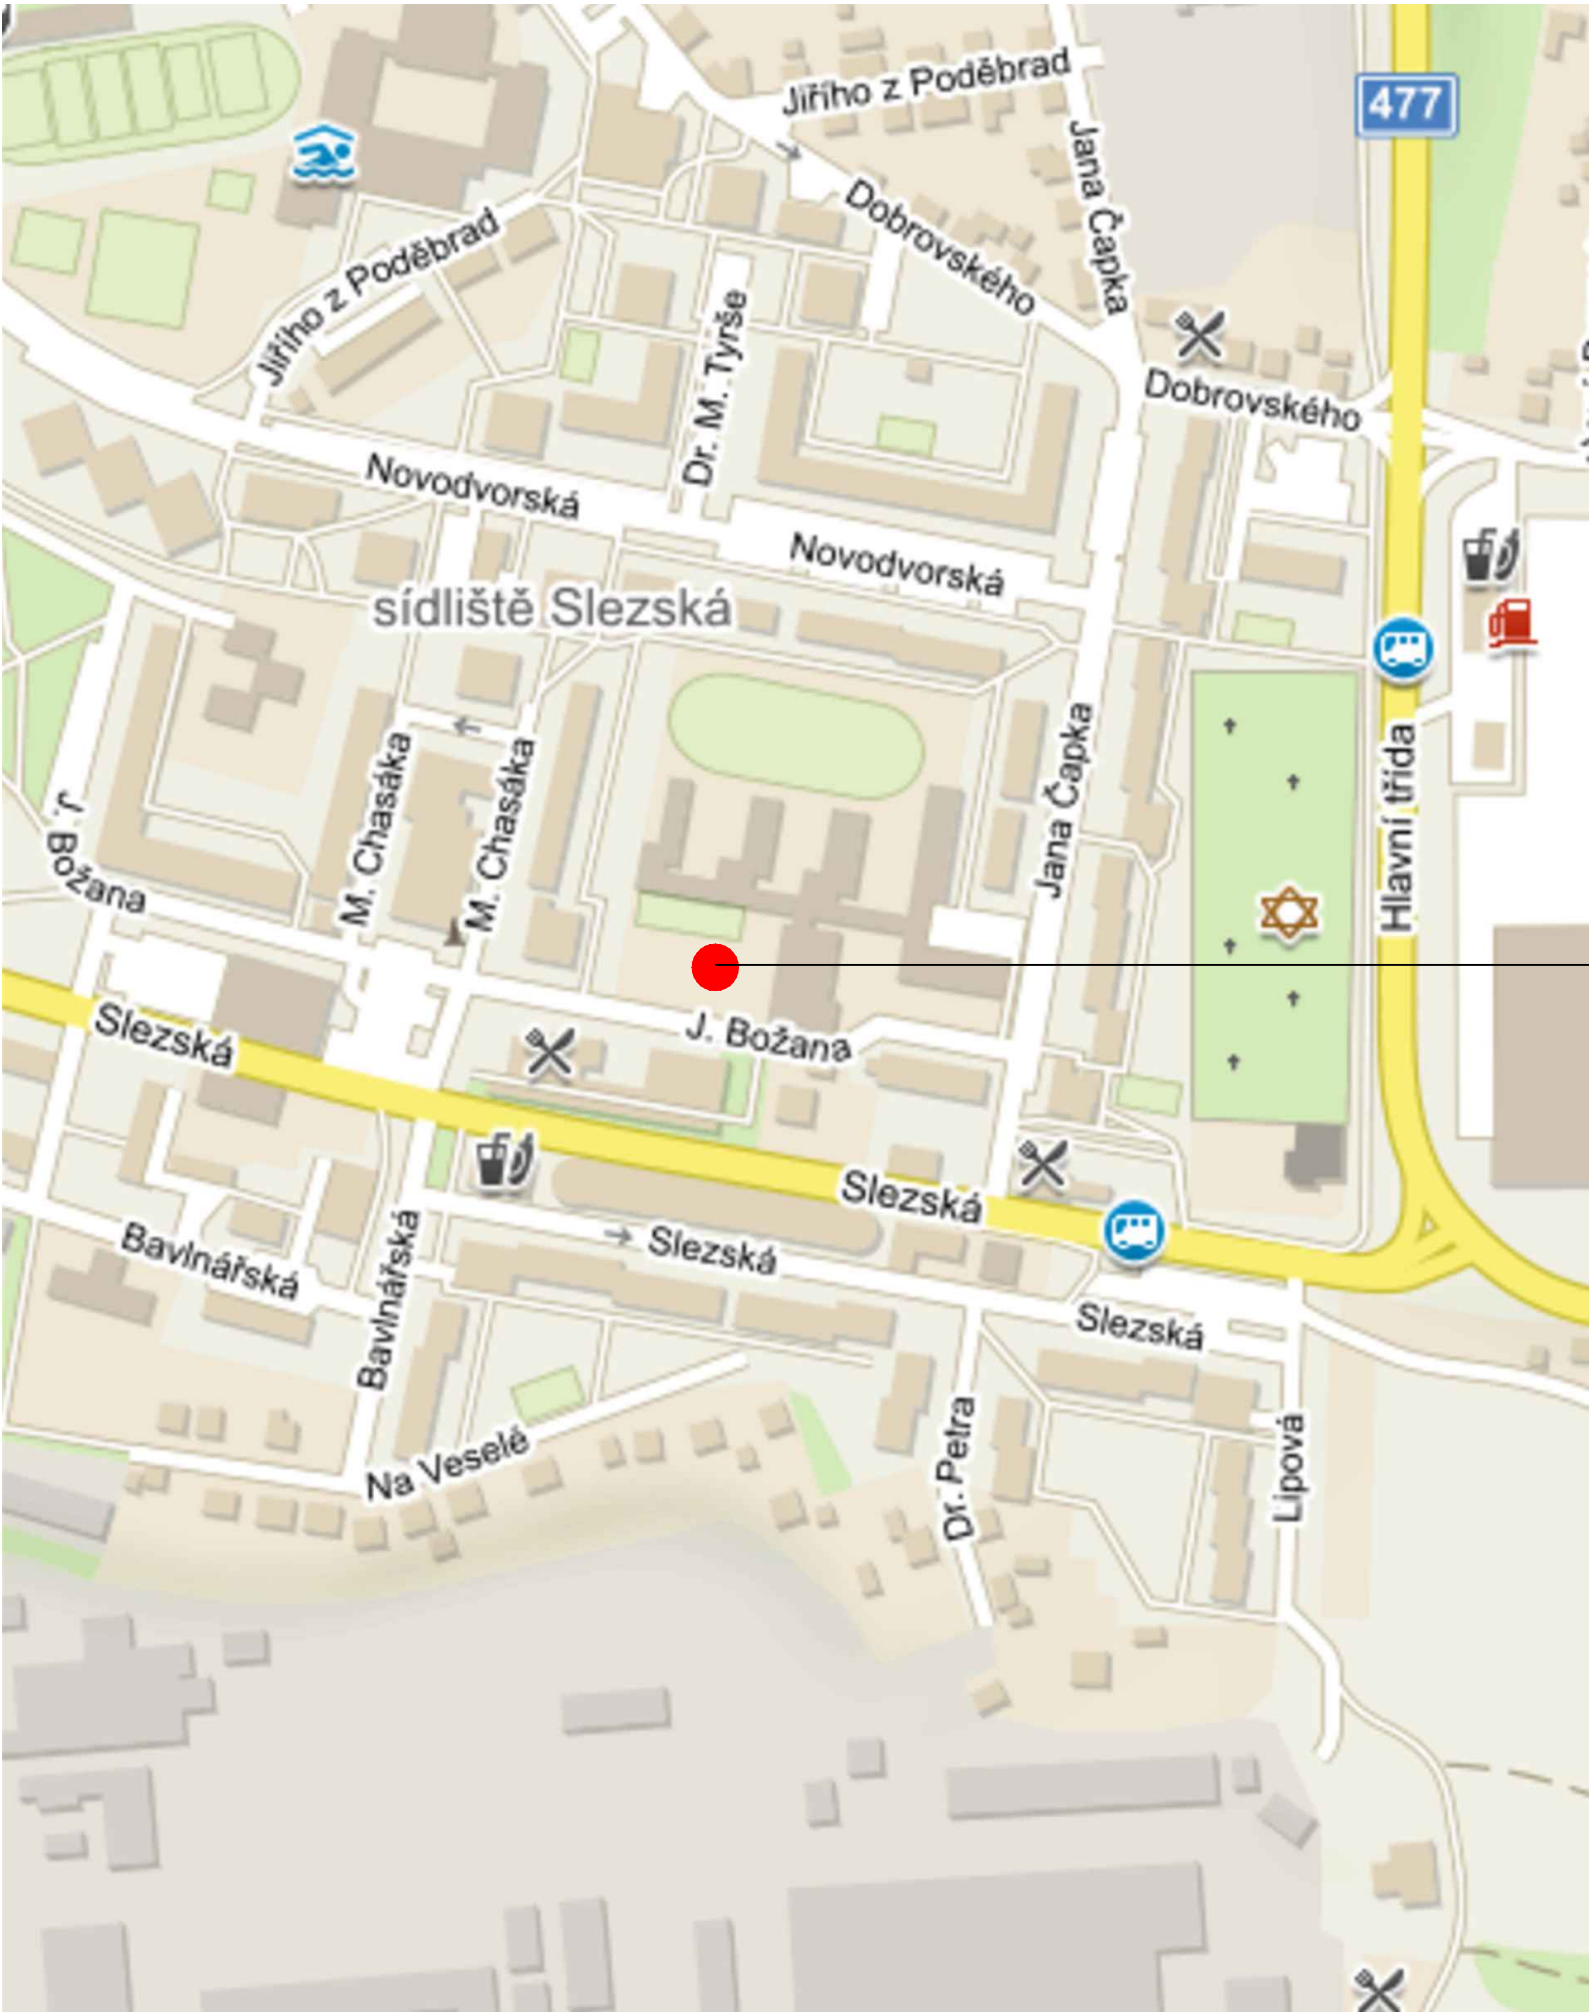 Jiřího z Poděbrad
477
Jana Čapka
Dobrovského
Jiřího z Poděbrad
Dr. M. Tyrše
Dobrovského
Novodvorská
Novodvorská
sídliště Slezská
M. Chasáka
M. Chasáka
Jana Čapka
Hlavní třída
J. Božana
J. Božana
Slezská
Slezská
Slezská
Bavlnářská
Bavlnářská
Slezská
Na Veselé
Dr. Petra
Lipová